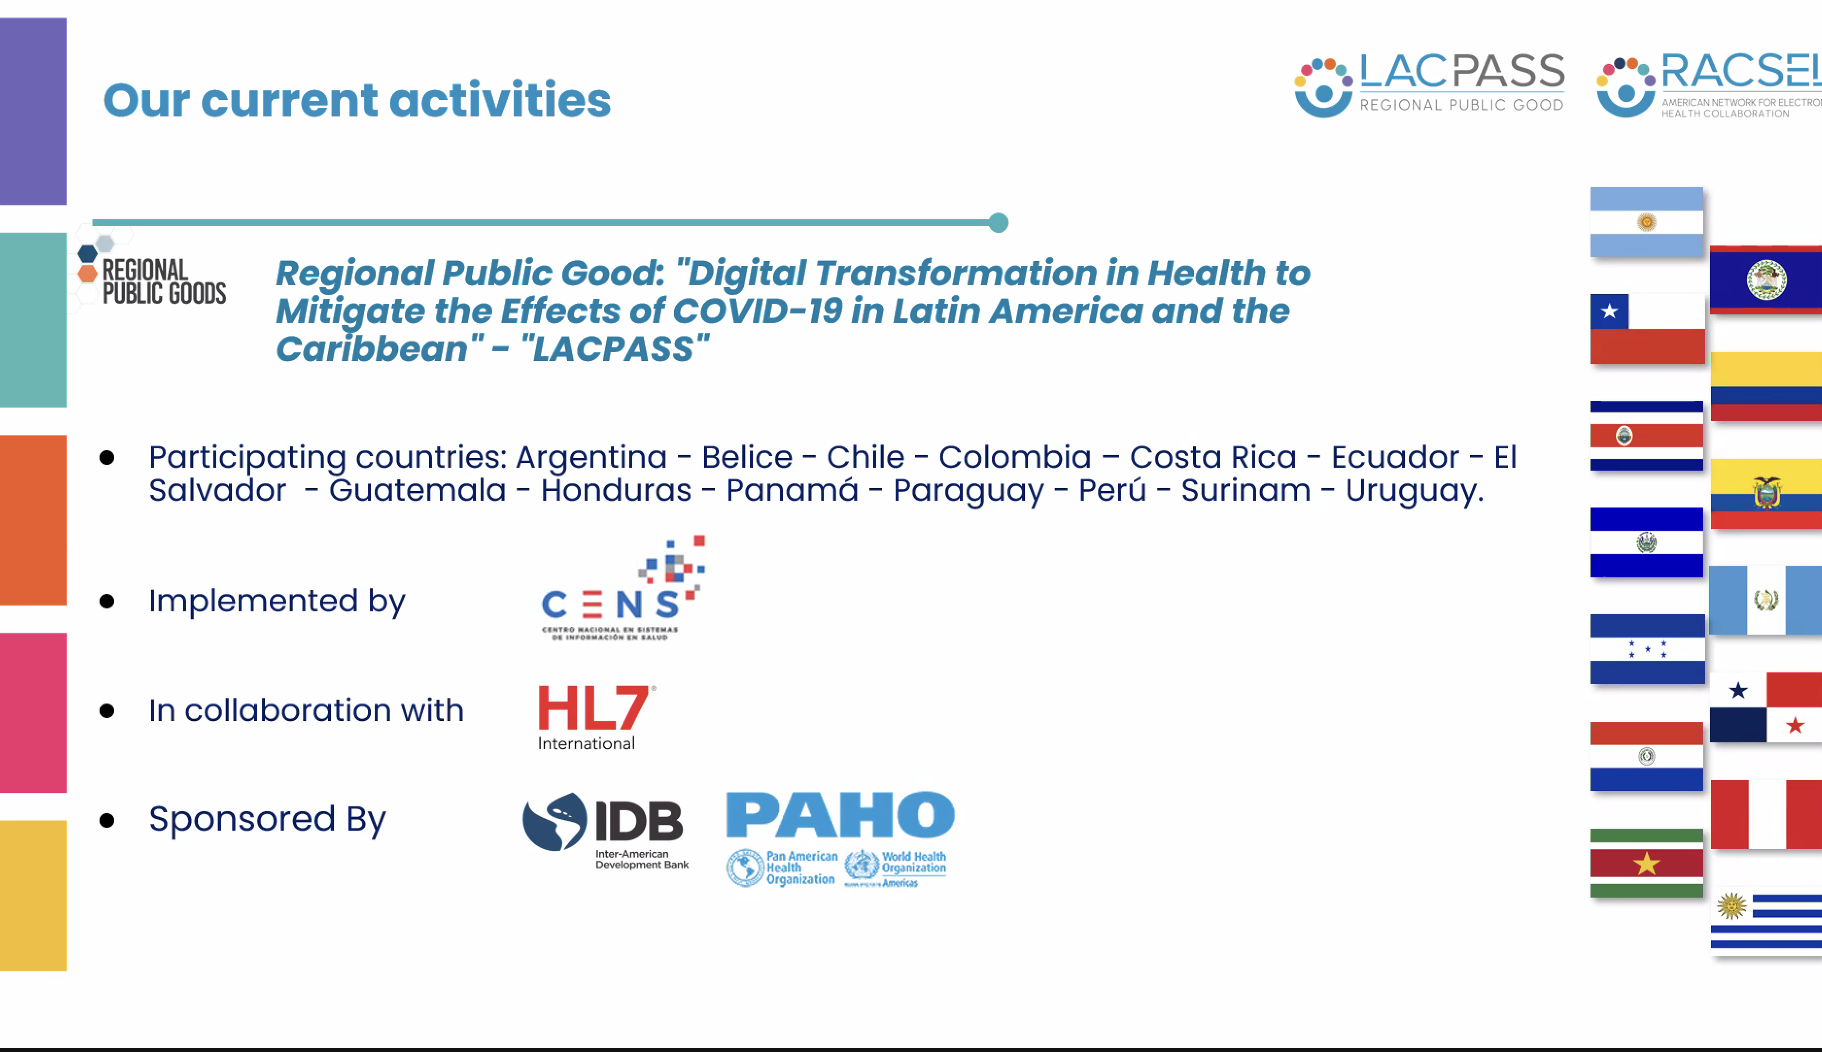 Our current activities
LACPASS
REGIONAL PUBLIC GOOD
RACSEL
AMERICAN NETWORK FOR ELECTRO
HEALTH COLLABORATION
REGIONAL
PUBLIC GOODS
Regional Public Good: "Digital Transformation in Health to
Mitigate the Effects of COVID-19 in Latin America and the
Caribbean" - "LACPASS"
● Participating countries: Argentina - Belice - Chile - Colombia – Costa Rica - Ecuador - El
Salvador - Guatemala - Honduras - Panamá - Paraguay - Perú - Surinam - Uruguay.
● Implemented by
CENS
CENTRO NACIONAL EN SISTEMAS
DE INFORMACIÓN EN SALUD
● In collaboration with
HL7®
International
● Sponsored By
IDB
Inter-American
Development Bank
PAHO
Pan American
Health
Organization
World Health
Organization
Americas